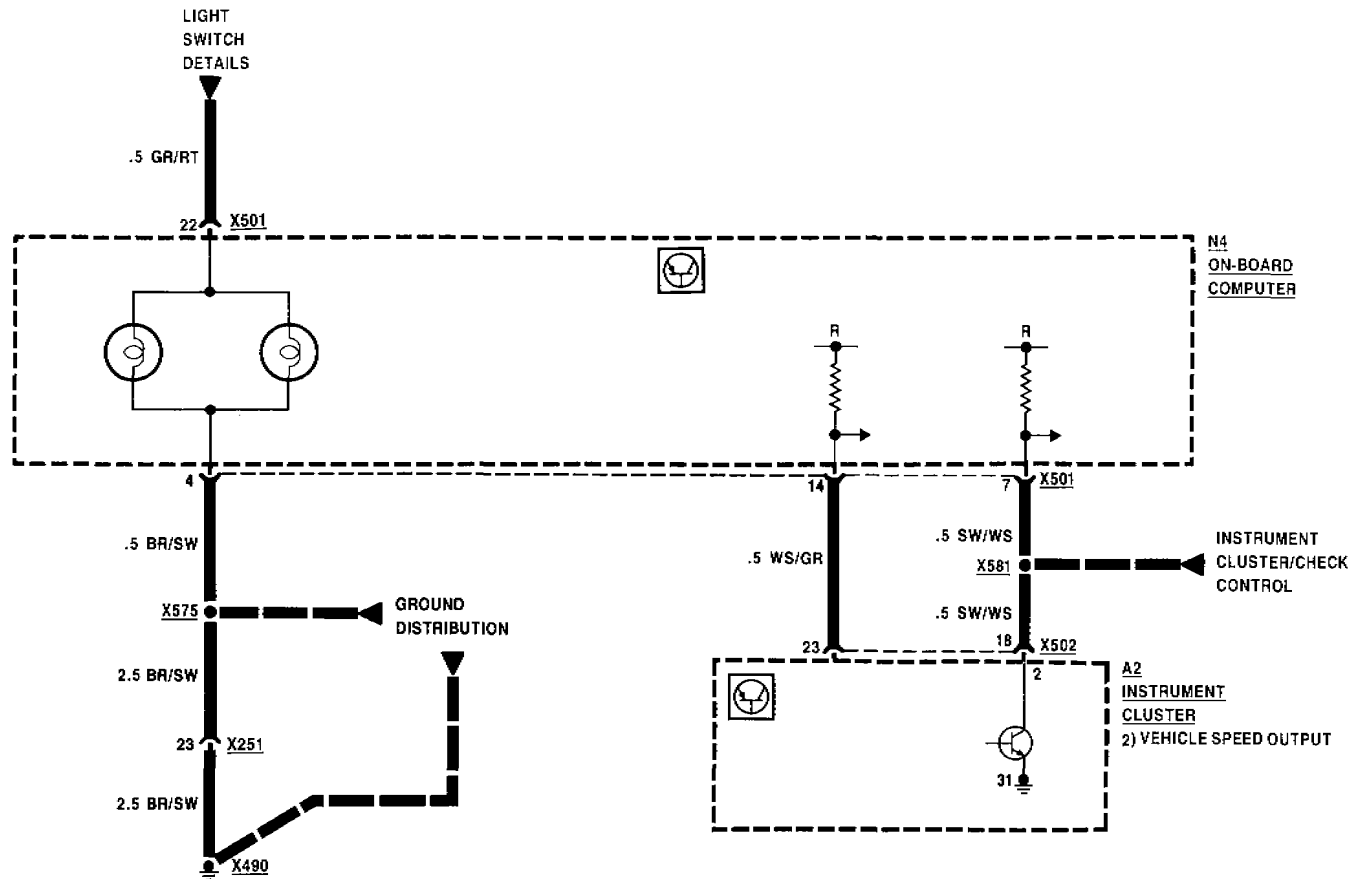 LIGHT
SWITCH
DETAILS
.5 GR/RT
22 X501
N4
ON-BOARD
COMPUTER
R R
4 14 7 X501
.5 BR/SW
.5 WS/GR
.5 SW/WS
X581
INSTRUMENT
CLUSTER/CHECK
CONTROL
X575
GROUND
DISTRIBUTION
.5 SW/WS
23 18 X502
2.5 BR/SW
2
A2
INSTRUMENT
CLUSTER
2) VEHICLE SPEED OUTPUT
23 X251
31
2.5 BR/SW
X490